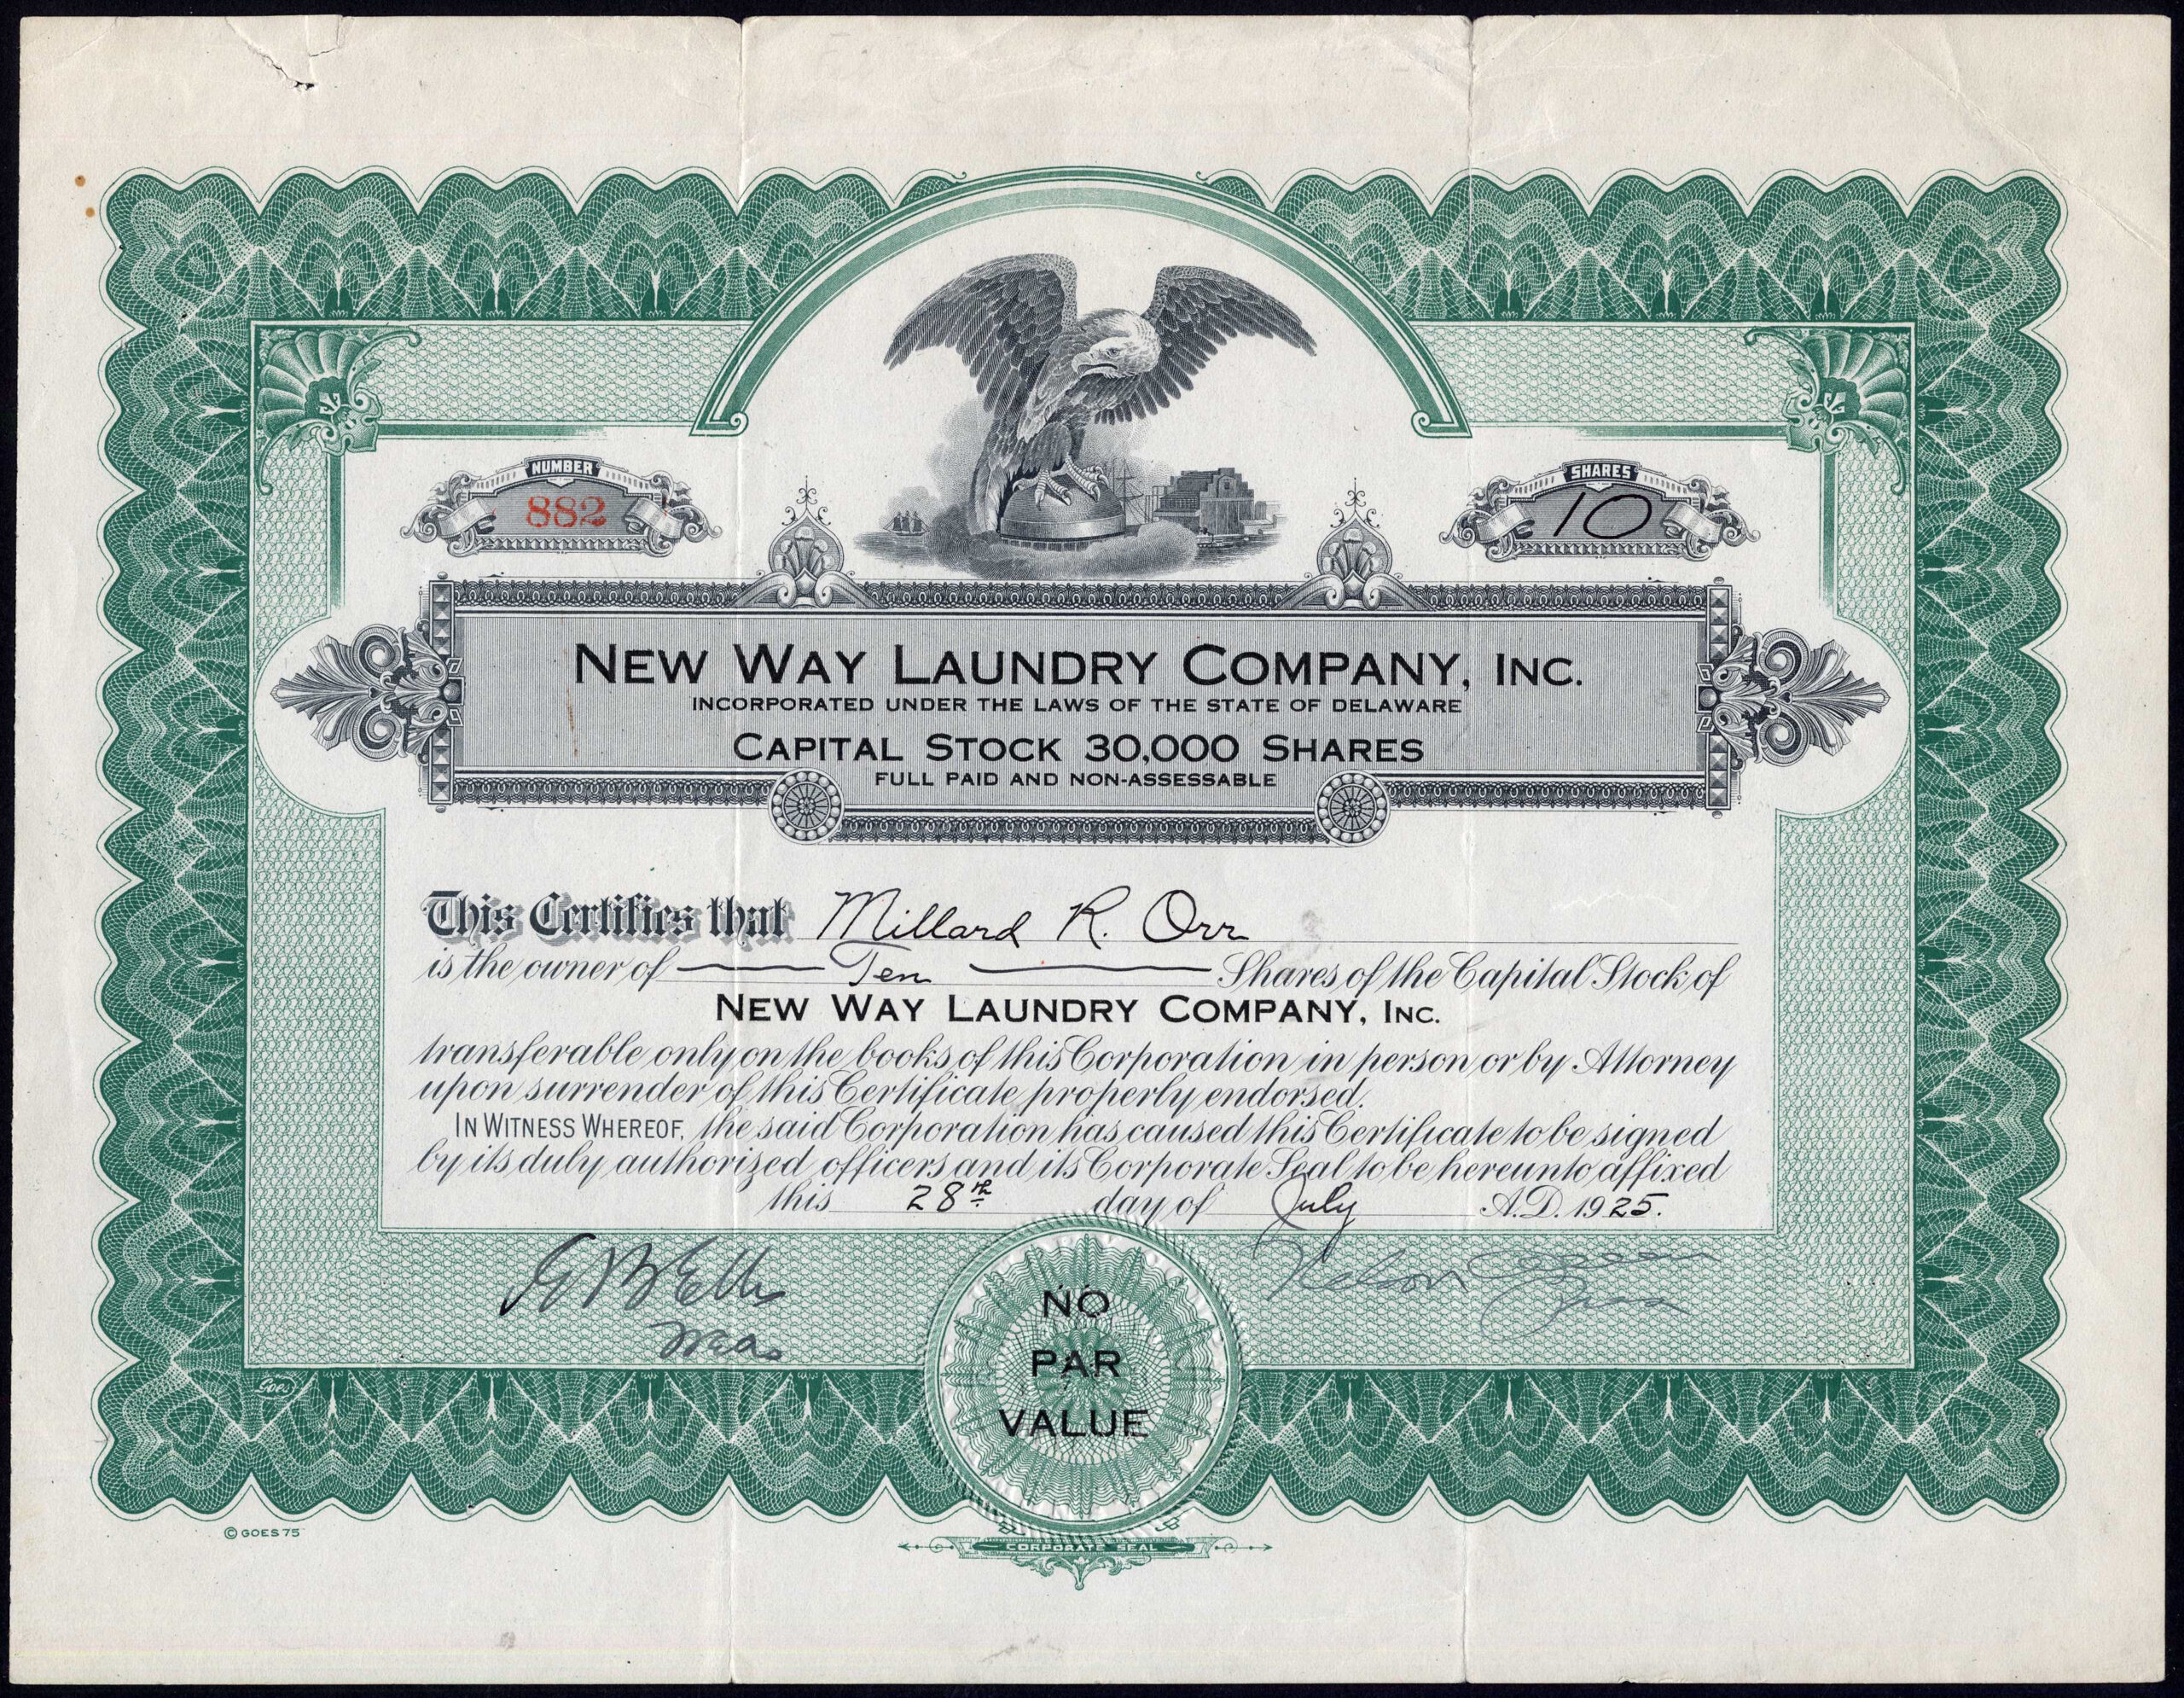 NUMBER
882
SHARES
10
NEW WAY LAUNDRY COMPANY, INC.
INCORPORATED UNDER THE LAWS OF THE STATE OF DELAWARE
CAPITAL STOCK 30,000 SHARES
FULL PAID AND NON-ASSESSABLE
This Certifies that Millard R. Orr
is the owner of Ten Shares of the Capital Stock of
NEW WAY LAUNDRY COMPANY, INC.
transferable only on the books of this Corporation in person or by Attorney
upon surrender of this Certificate properly endorsed.
IN WITNESS WHEREOF, the said Corporation has caused this Certificate to be signed
by its duly authorized officers and its Corporate Seal to be hereunto affixed
this 28th day of July A.D. 1925.
Nelson
NO
PAR
VALUE
Goes
© GOES 75
CORPORATE SEAL